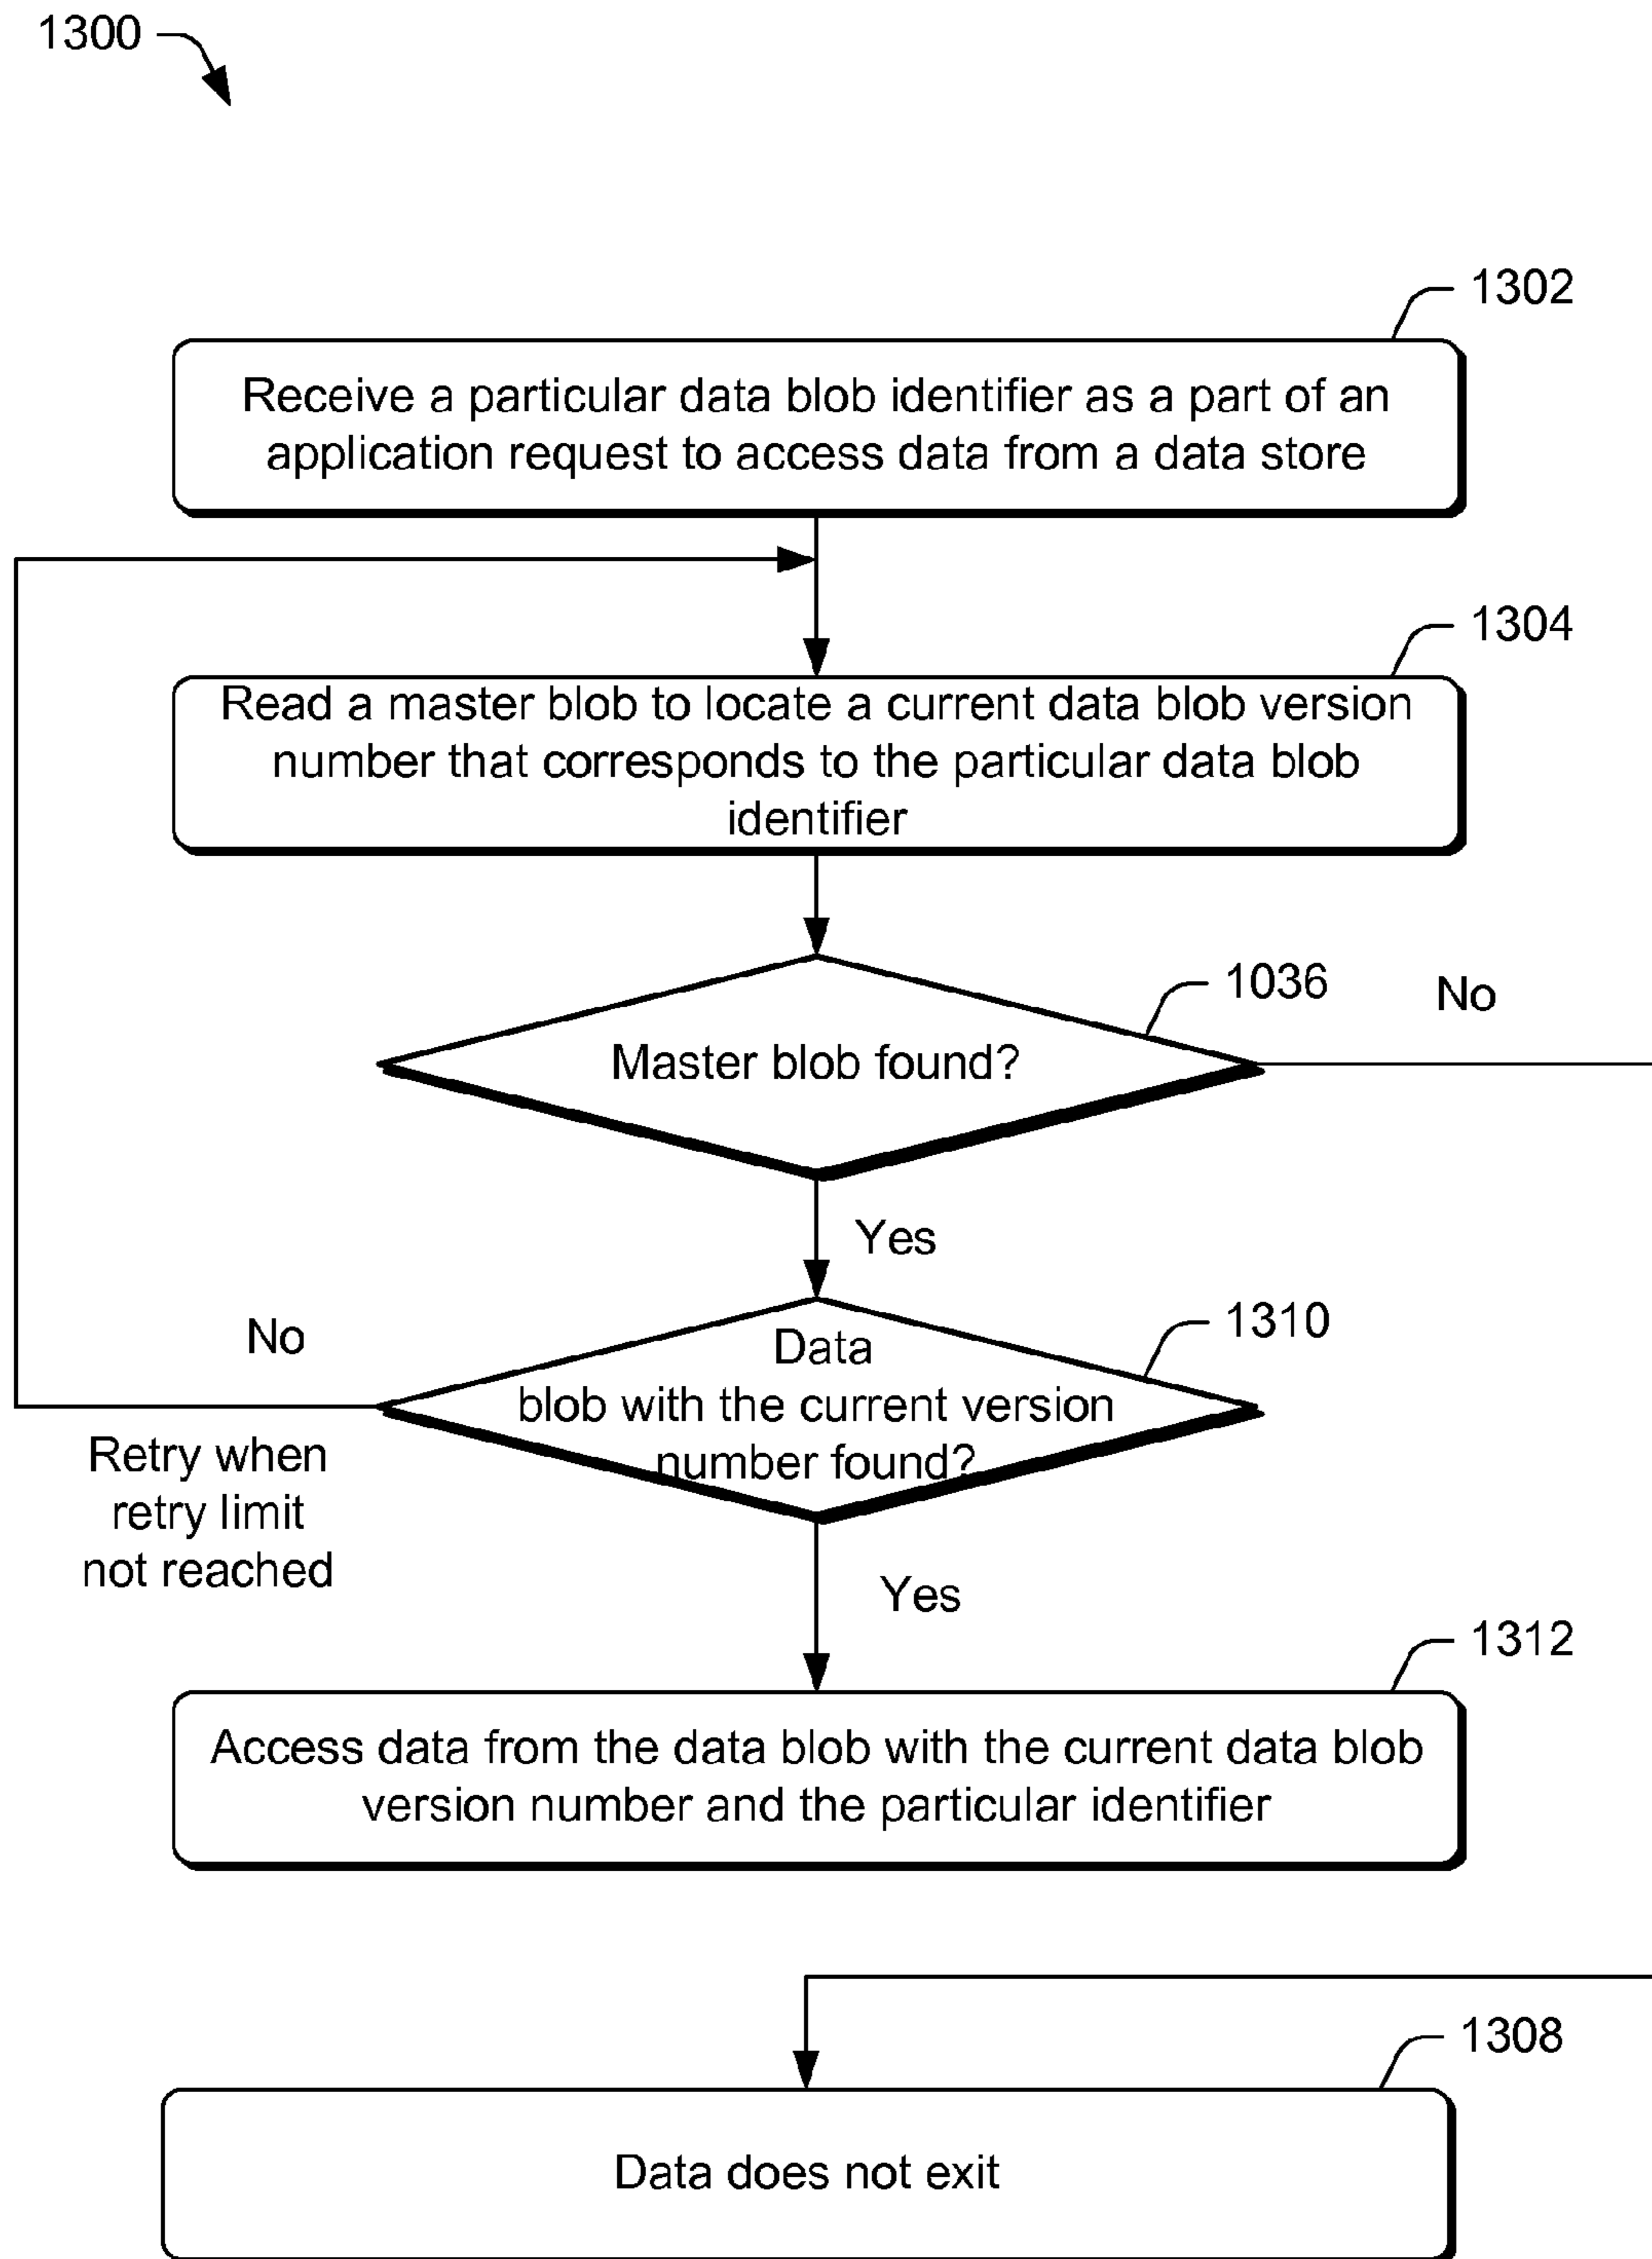 1300
1302
Receive a particular data blob identifier as a part of an
application request to access data from a data store
1304
Read a master blob to locate a current data blob version
number that corresponds to the particular data blob
identifier
1036
No
Master blob found?
Yes
1310
No
Data
blob with the current version
number found?
Retry when
retry limit
not reached
Yes
1312
Access data from the data blob with the current data blob
version number and the particular identifier
1308
Data does not exit